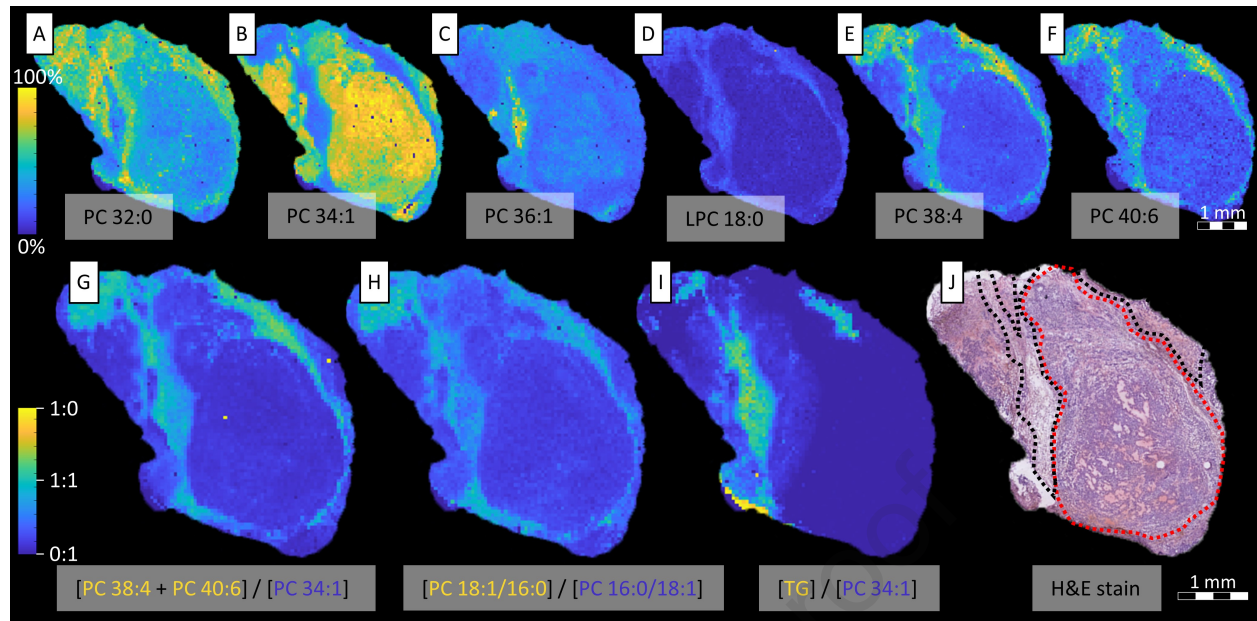 A B C D E F
100%
0%
PC 32:0 PC 34:1 PC 36:1 LPC 18:0 PC 38:4 PC 40:6
1 mm
G H I J
1:0
1:1
0:1
[PC 38:4 + PC 40:6] / [PC 34:1] [PC 18:1/16:0] / [PC 16:0/18:1] [TG] / [PC 34:1] H&E stain
1 mm